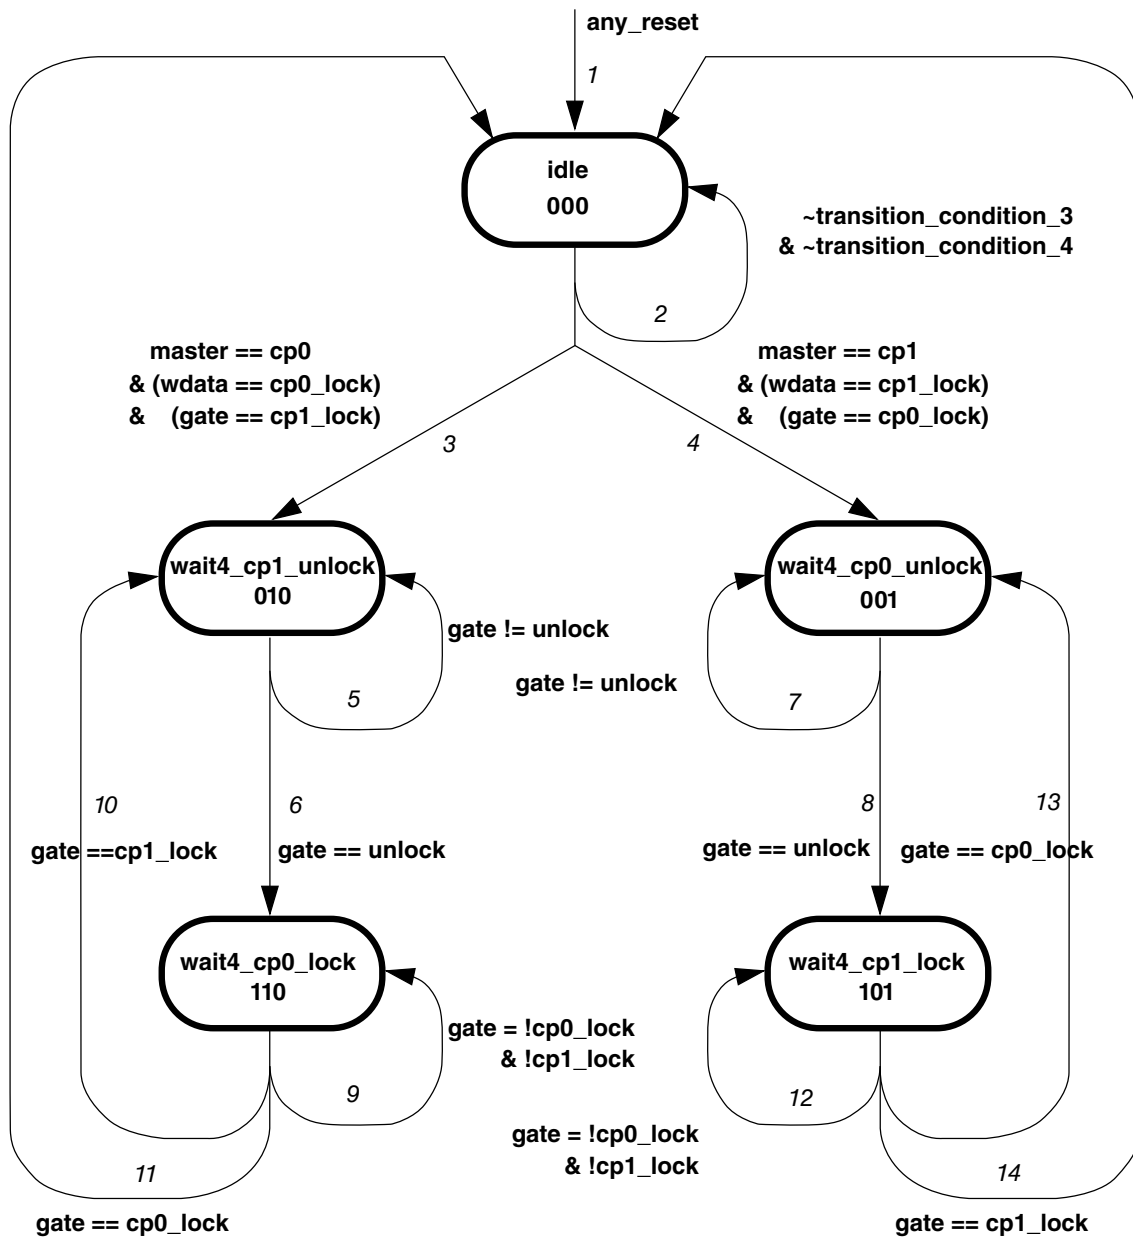 any_reset
1
idle
000
~transition_condition_3
& ~transition_condition_4
2
master == cp0
& (wdata == cp0_lock)
& (gate == cp1_lock)
master == cp1
& (wdata == cp1_lock)
& (gate == cp0_lock)
3
4
wait4_cp1_unlock
010
wait4_cp0_unlock
001
gate != unlock
gate != unlock
5
7
10
6
8
13
gate ==cp1_lock
gate == unlock
gate == unlock
gate == cp0_lock
wait4_cp0_lock
110
wait4_cp1_lock
101
gate = !cp0_lock
& !cp1_lock
9
12
gate = !cp0_lock
& !cp1_lock
11
14
gate == cp0_lock
gate == cp1_lock